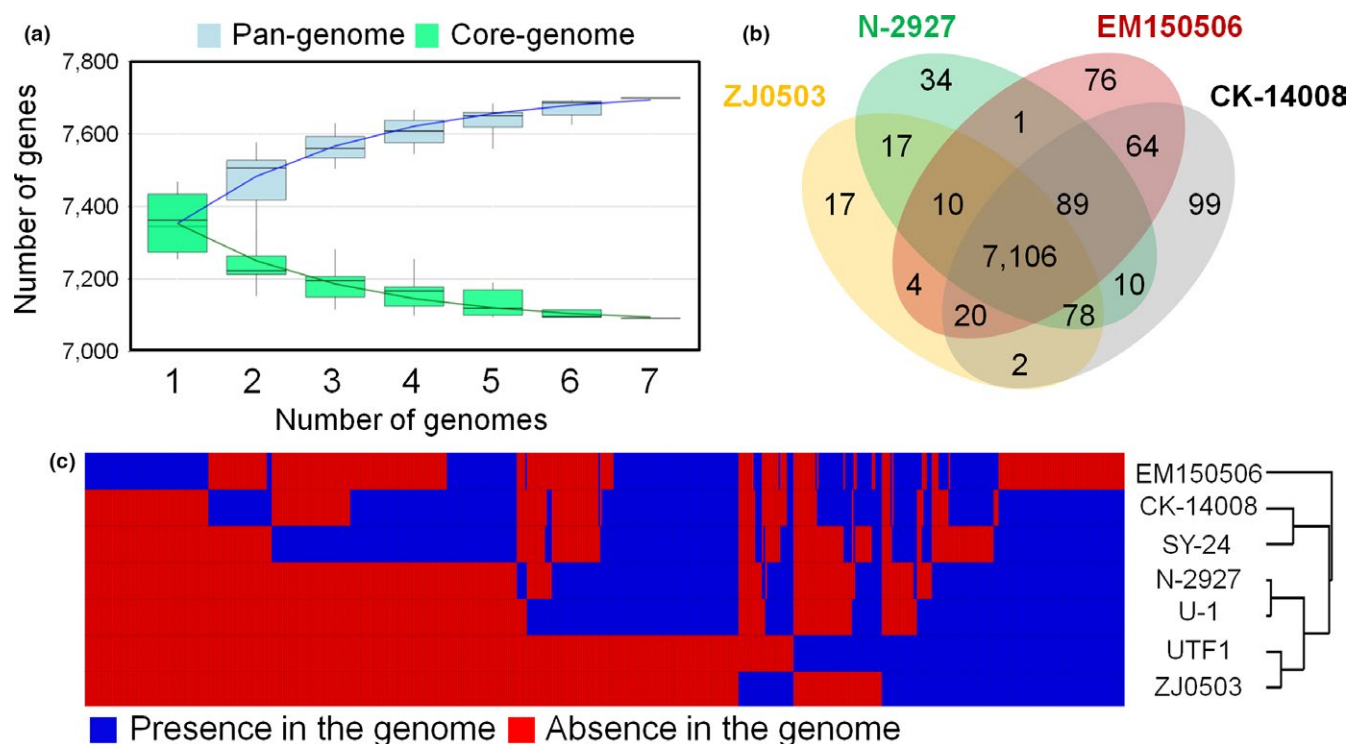 (a)
Pan-genome Core-genome
Number of genes
7,800
7,600
7,400
7,200
7,000
1 2 3 4 5 6 7
Number of genomes
(b)
N-2927 EM150506
ZJ0503 CK-14008
34 76
1
17 64
17 10 89 99
7,106
4 10
20 78
2
(c)
EM150506
CK-14008
SY-24
N-2927
U-1
UTF1
ZJ0503
Presence in the genome Absence in the genome